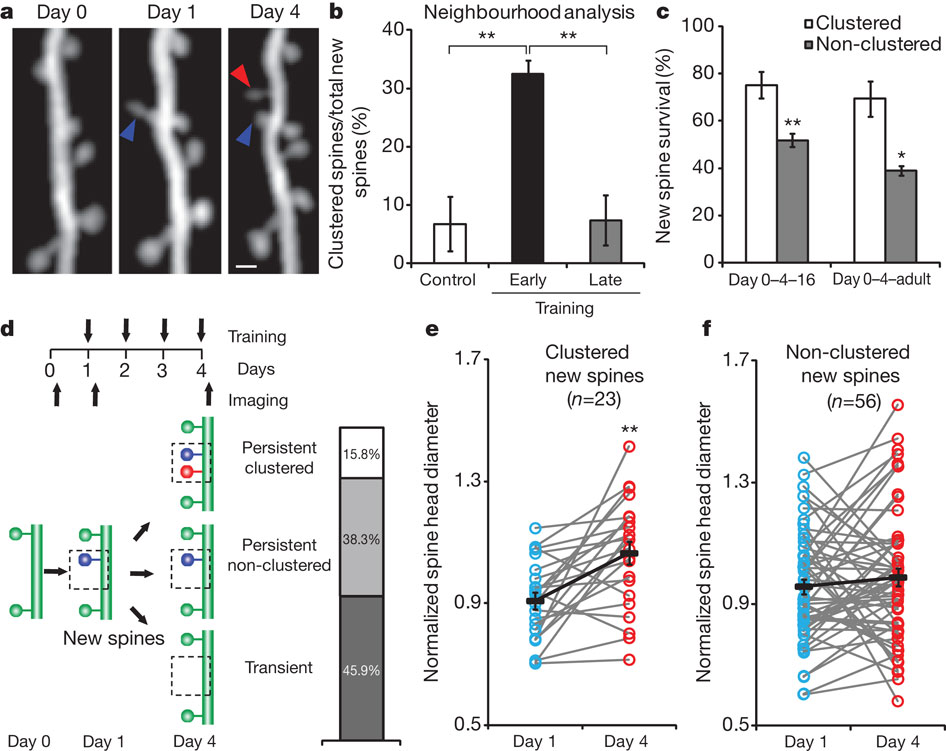 a
Day 0
Day 1
Day 4
b
Neighbourhood analysis
Clustered spines/total new
spines (%)
40
30
20
10
0
**
**
Control
Early
Late
Training
c
Clustered
Non-clustered
New spine survival (%)
100
80
60
40
20
0
**
*
Day 0–4–16
Day 0–4–adult
d
Training
0 1 2 3 4 Days
Imaging
Persistent
clustered
15.8%
Persistent
non-clustered
38.3%
New spines
Transient
45.9%
Day 0
Day 1
Day 4
e
Clustered
new spines
(n=23)
**
Normalized spine head diameter
1.7
1.3
0.9
0.5
Day 1
Day 4
f
Non-clustered
new spines
(n=56)
Normalized spine head diameter
1.7
1.3
0.9
0.5
Day 1
Day 4